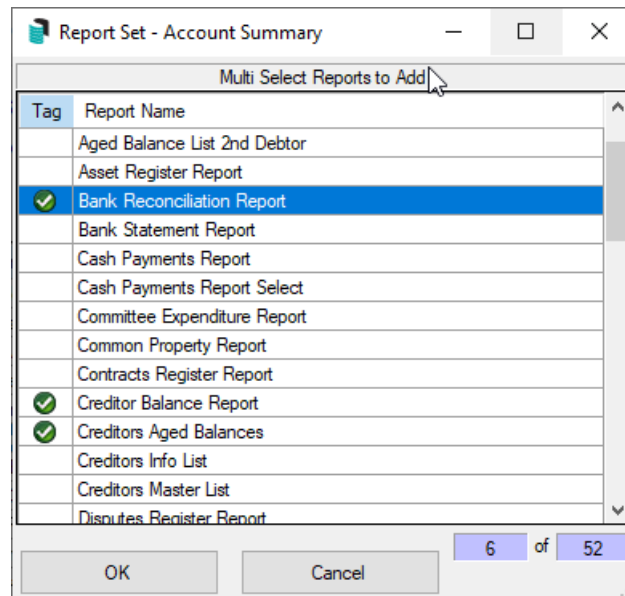 Report Set - Account Summary
Multi Select Reports to Add
Tag Report Name
Aged Balance List 2nd Debtor
Asset Register Report
Bank Reconciliation Report
Bank Statement Report
Cash Payments Report
Cash Payments Report Select
Committee Expenditure Report
Common Property Report
Contracts Register Report
Creditor Balance Report
Creditors Aged Balances
Creditors Info List
Creditors Master List
Disputes Register Report
6 of 52
OK Cancel